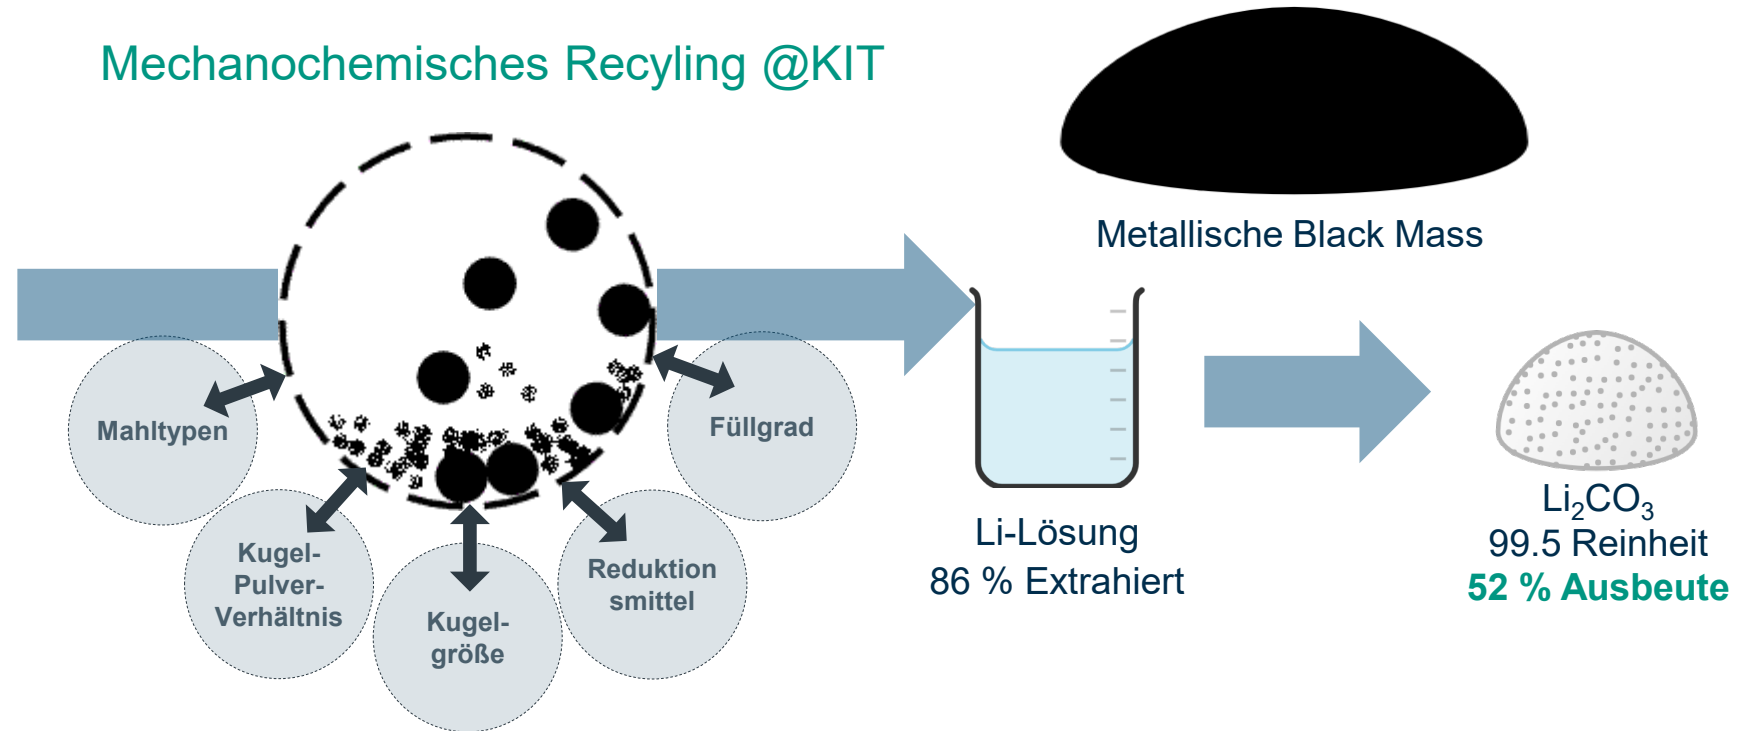 Mechanochemisches Recyling @KIT
Metallische Black Mass
Mahltypen
Kugel-
Pulver-
Verhältnis
Kugel-
größe
Reduktion
smittel
Füllgrad
Li-Lösung
86 % Extrahiert
Li₂CO₃
99.5 Reinheit
52 % Ausbeute